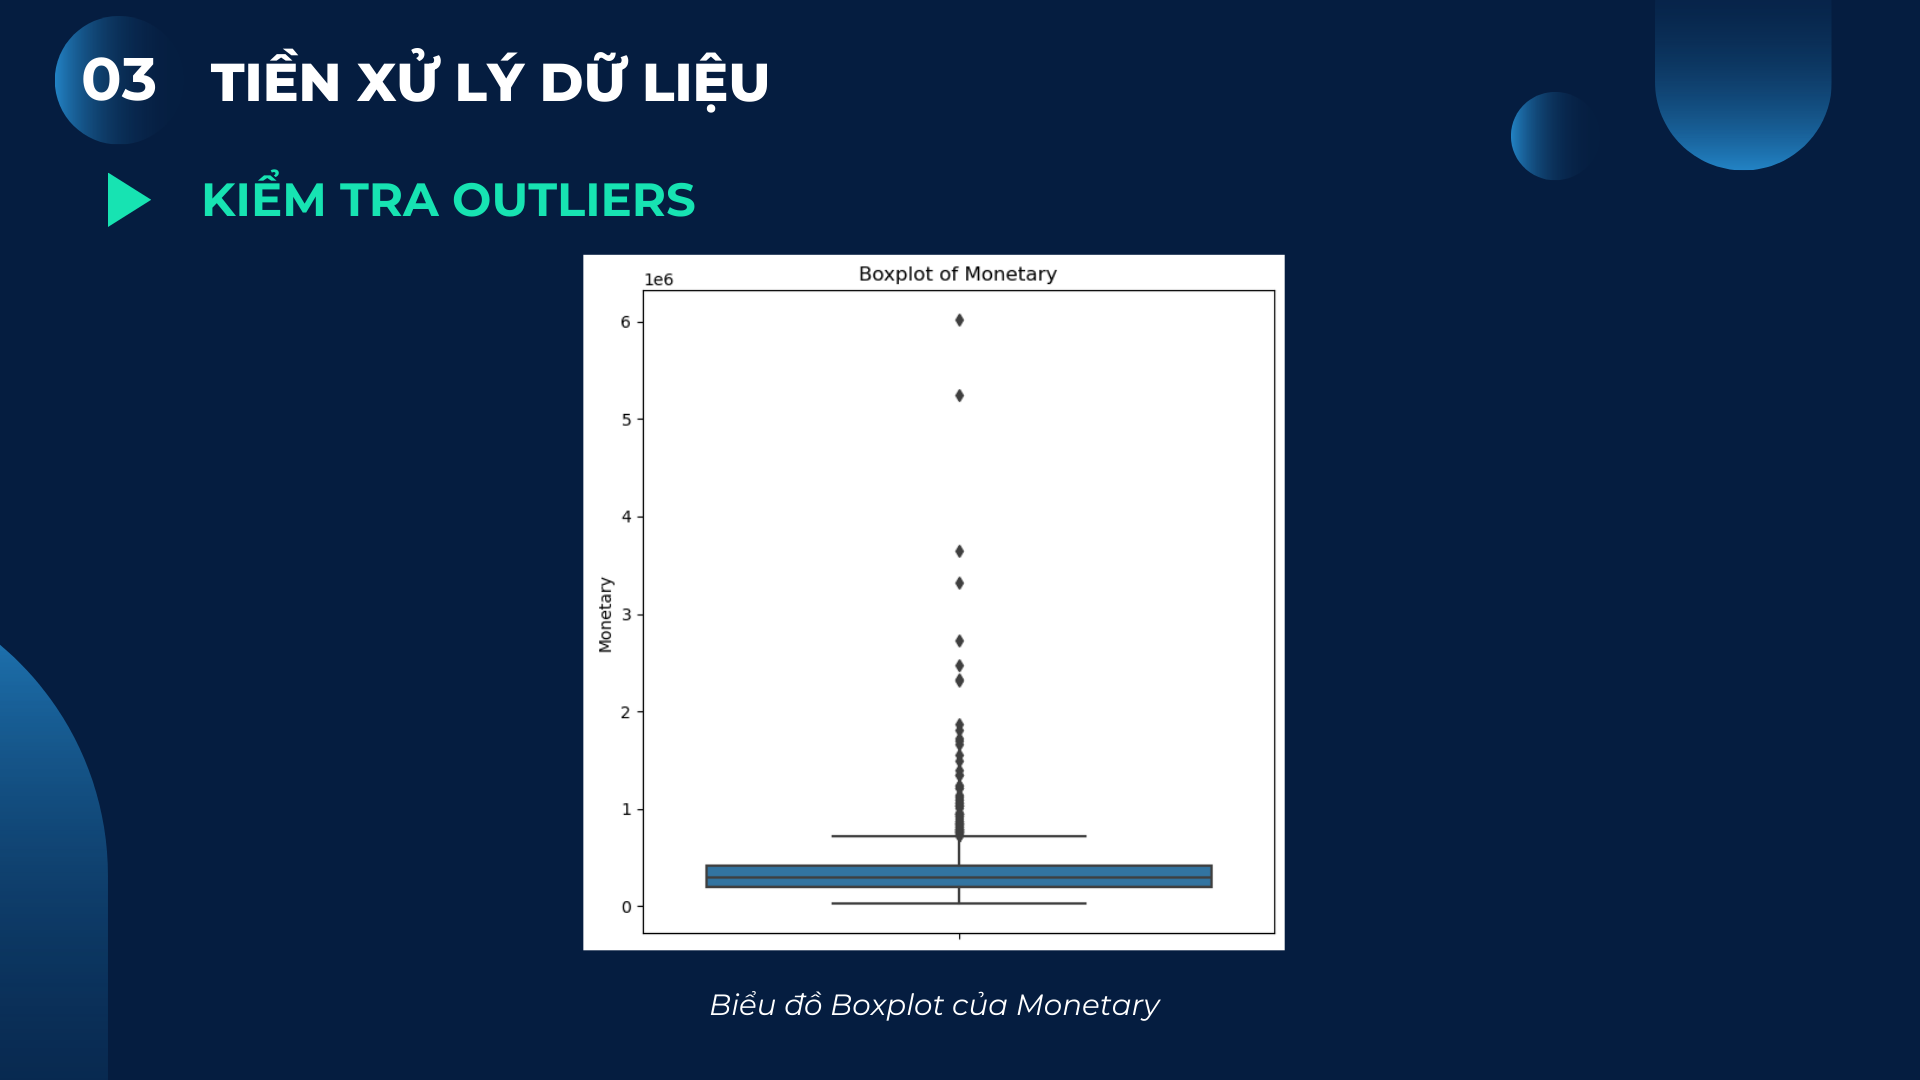 03 TIỀN XỬ LÝ DỮ LIỆU
KIỂM TRA OUTLIERS
Boxplot of Monetary
1e6
6
5
4
3
2
1
0
Monetary
Biểu đồ Boxplot của Monetary